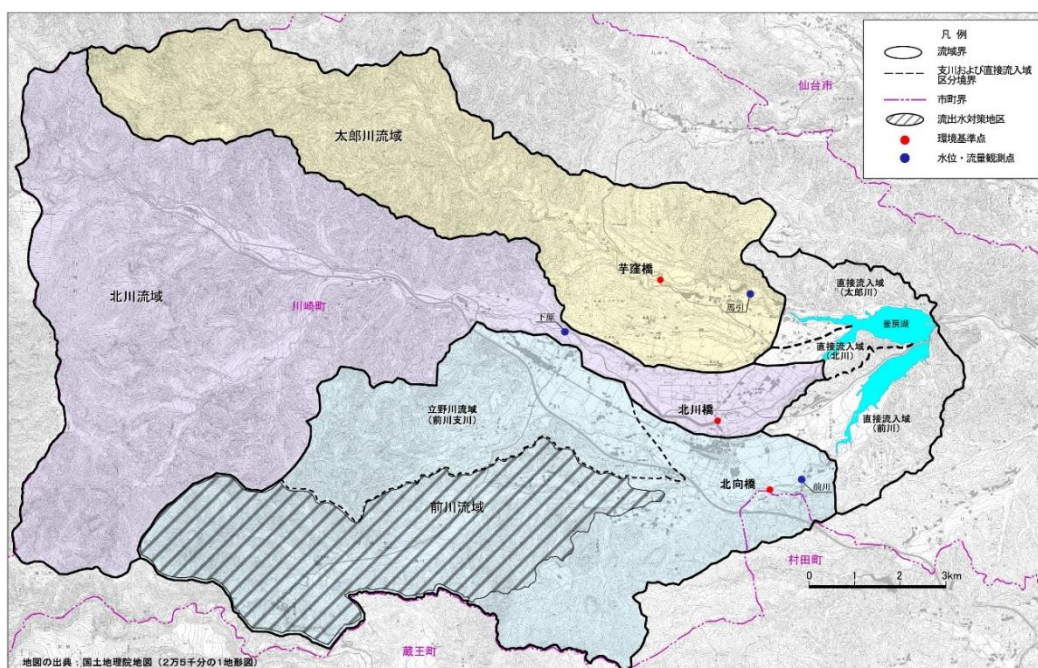 凡 例
流域界
支川および直接流入域
区分境界
市町界
流出水対策地区
環境基準点
水位・流量観測点
仙台市
太郎川流域
北川流域
川崎町
芋窪橋
馬引
下原
直接流入域
(太郎川)
釜房湖
直接流入域
(北川)
北川橋
直接流入域
(前川)
立野川流域
(前川支川)
前川流域
北向橋
前川
村田町
0 1 2 3km
蔵王町
地図の出典:国土地理院地図(2万5千分の1地形図)